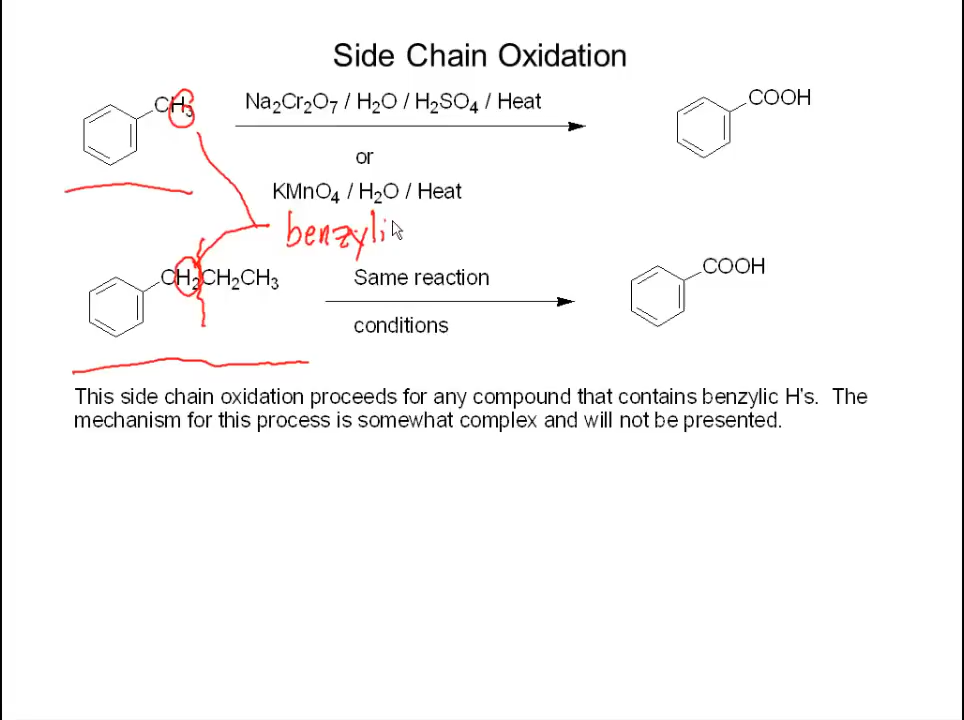 Side Chain Oxidation
CH₃
Na₂Cr₂O₇ / H₂O / H₂SO₄ / Heat
COOH
or
KMnO₄ / H₂O / Heat
benzyli
CH₂CH₂CH₃
Same reaction
COOH
conditions
This side chain oxidation proceeds for any compound that contains benzylic H's. The
mechanism for this process is somewhat complex and will not be presented.